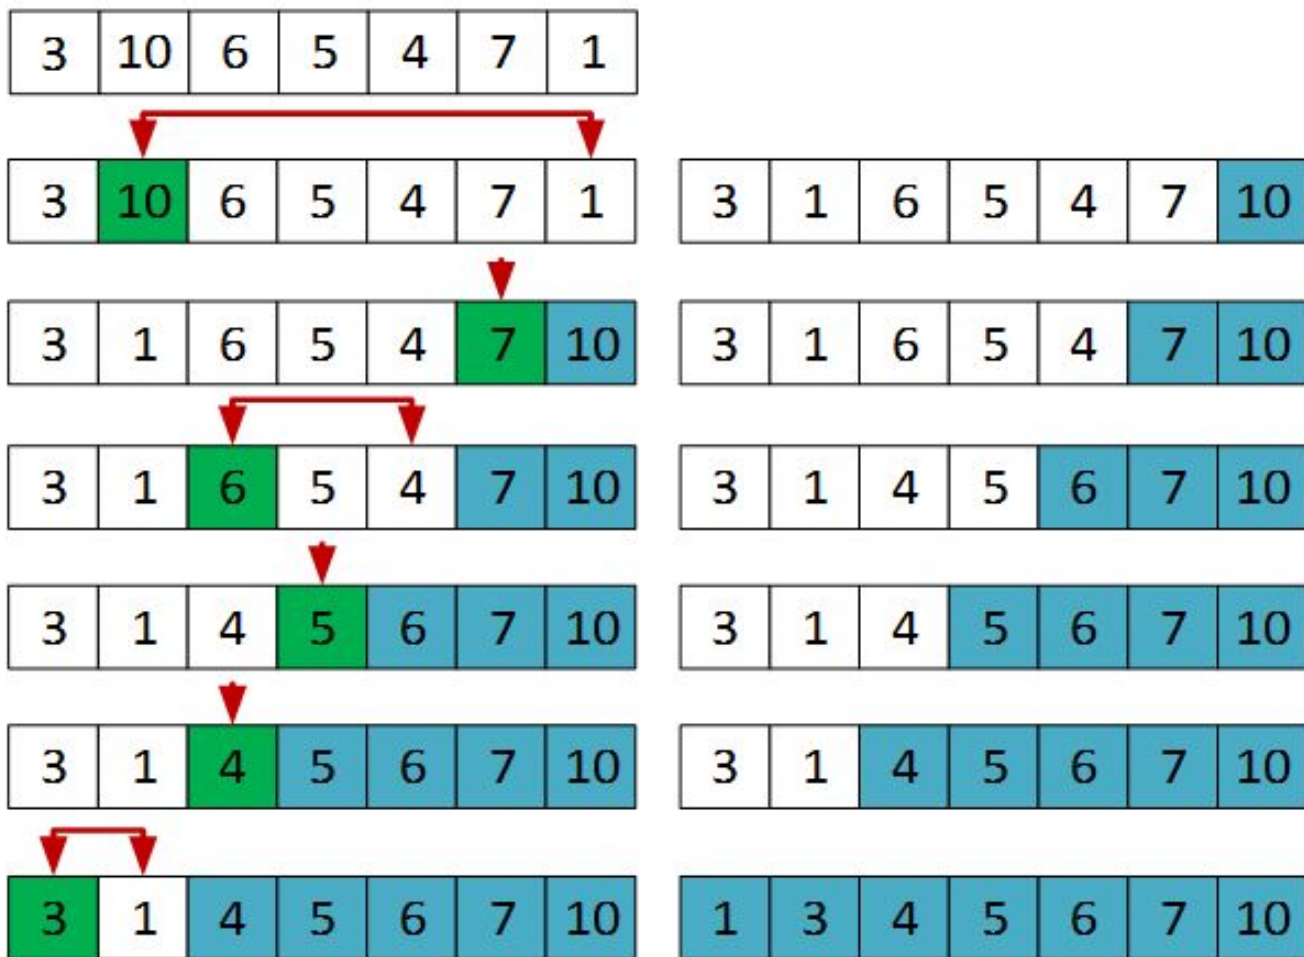 3 10 6 5 4 7 1
3 10 6 5 4 7 1 3 1 6 5 4 7 10
3 1 6 5 4 7 10 3 1 6 5 4 7 10
3 1 6 5 4 7 10 3 1 4 5 6 7 10
3 1 4 5 6 7 10 3 1 4 5 6 7 10
3 1 4 5 6 7 10 3 1 4 5 6 7 10
3 1 4 5 6 7 10 1 3 4 5 6 7 10